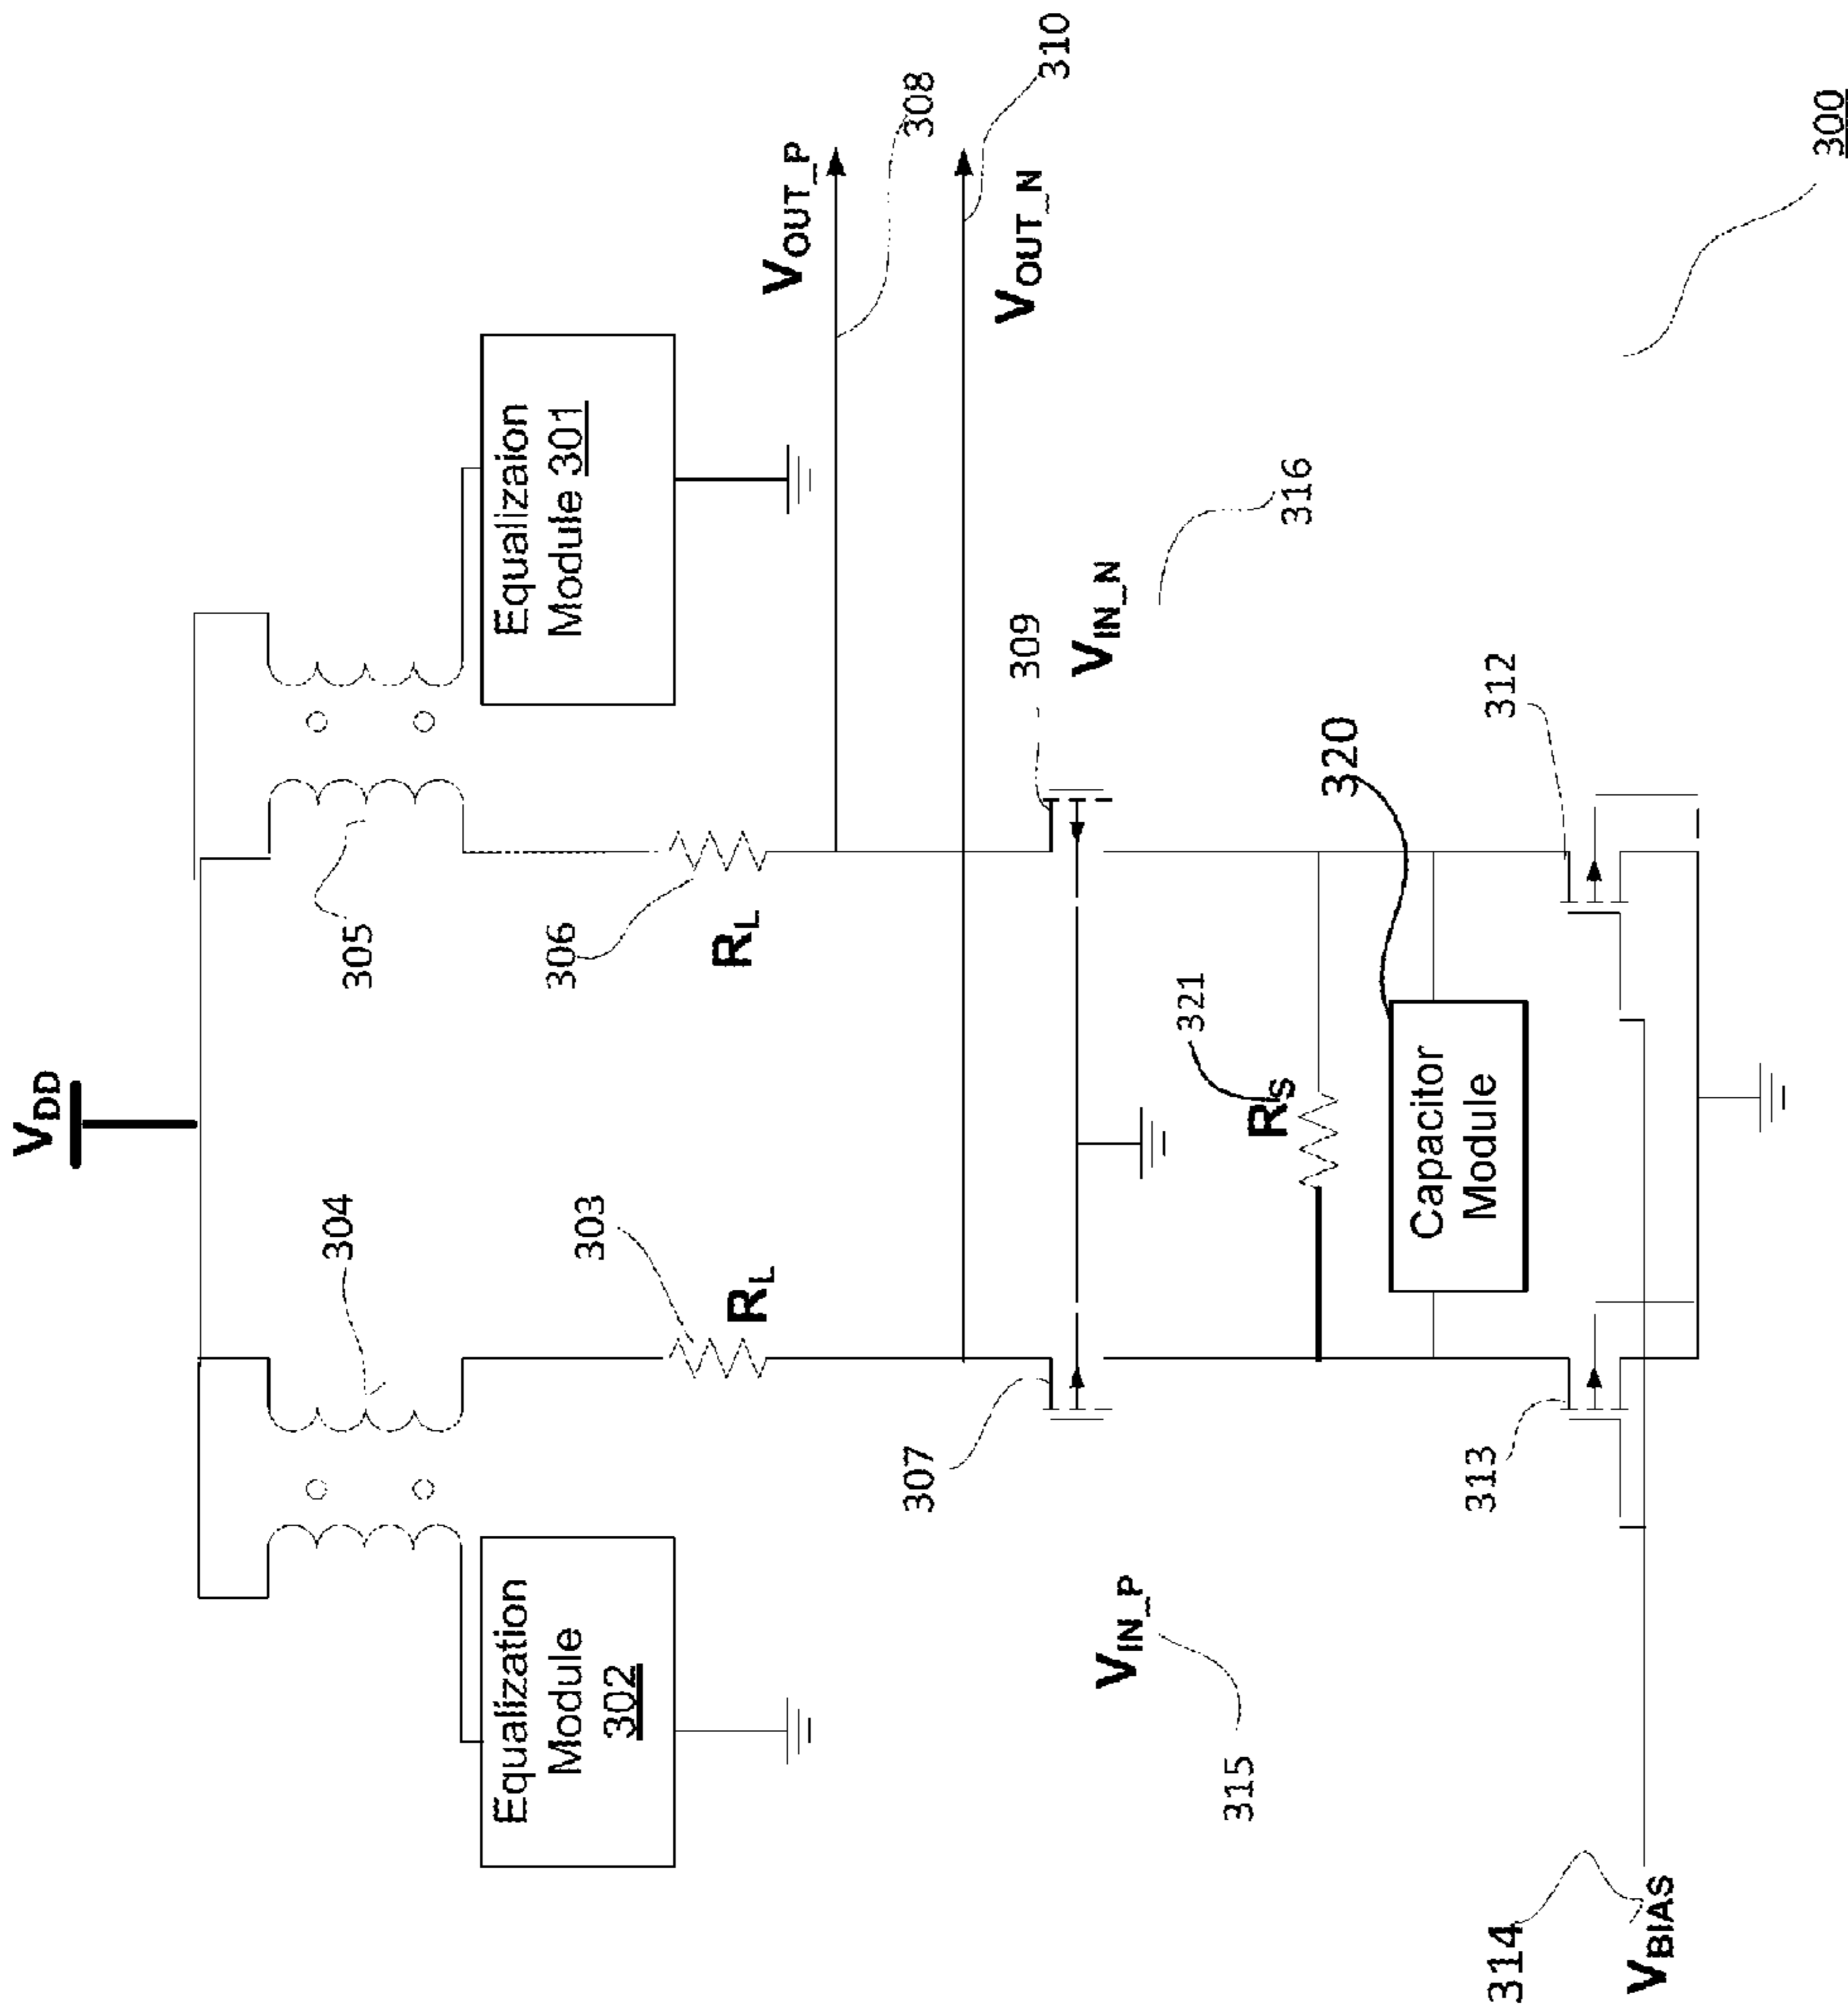 V_DD
304
305
Equalization
Module
302
Equalizaion
Module 301
303
R_L
306
R_L
V_OUT_P
308
V_OUT_N
310
307
309
V_IN_P
315
V_IN_N
316
321
R_S
320
Capacitor
Module
313
312
314
V_BIAS
300